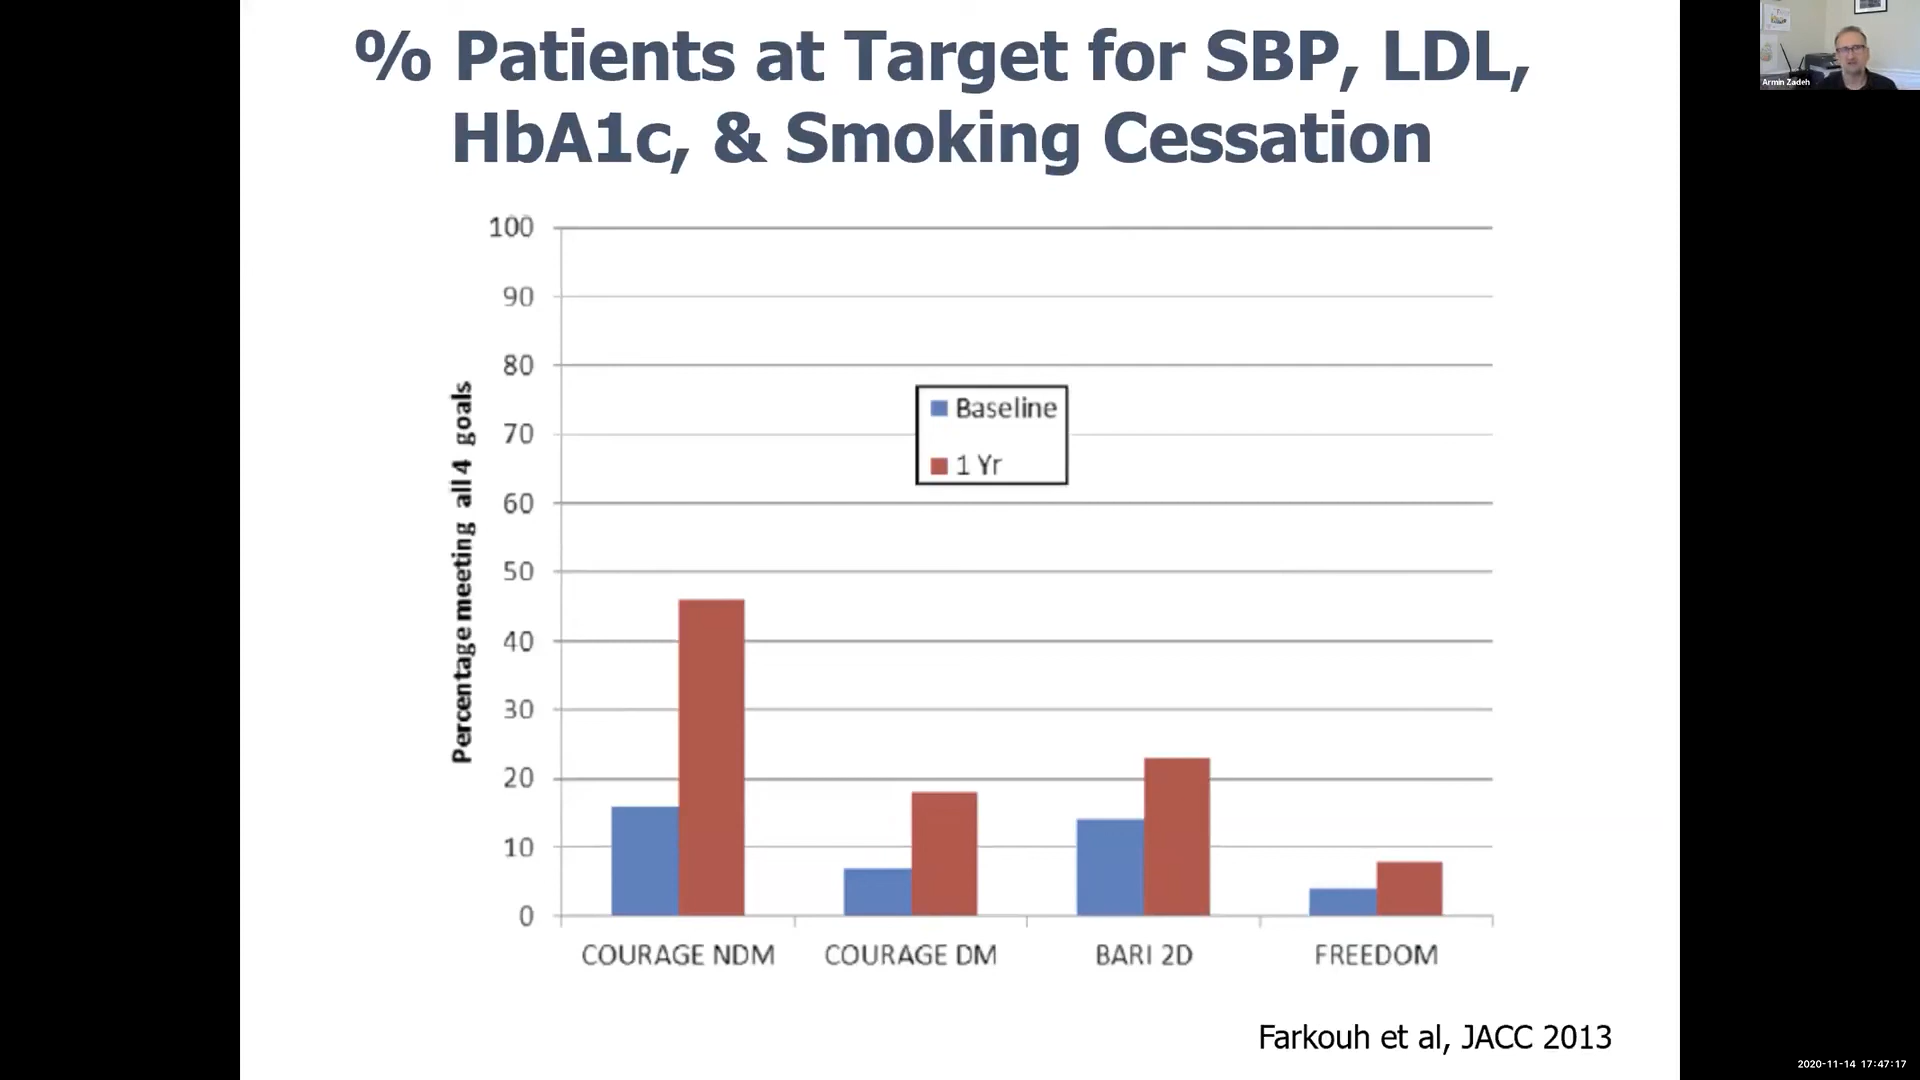 % Patients at Target for SBP, LDL,
HbA1c, & Smoking Cessation
Armin Zadeh
Percentage meeting all 4 goals
100
90
80
70
60
50
40
30
20
10
0
Baseline
1 Yr
COURAGE NDM
COURAGE DM
BARI 2D
FREEDOM
Farkouh et al, JACC 2013
2020-11-14 17:47:17